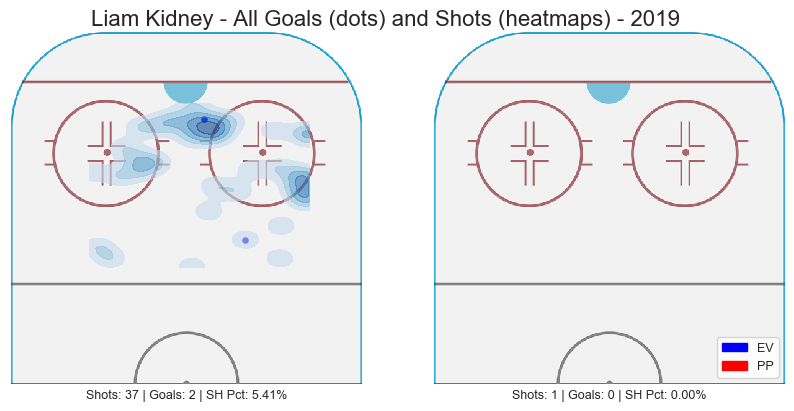 Liam Kidney - All Goals (dots) and Shots (heatmaps) - 2019
EV
PP
Shots: 37 | Goals: 2 | SH Pct: 5.41%
Shots: 1 | Goals: 0 | SH Pct: 0.00%